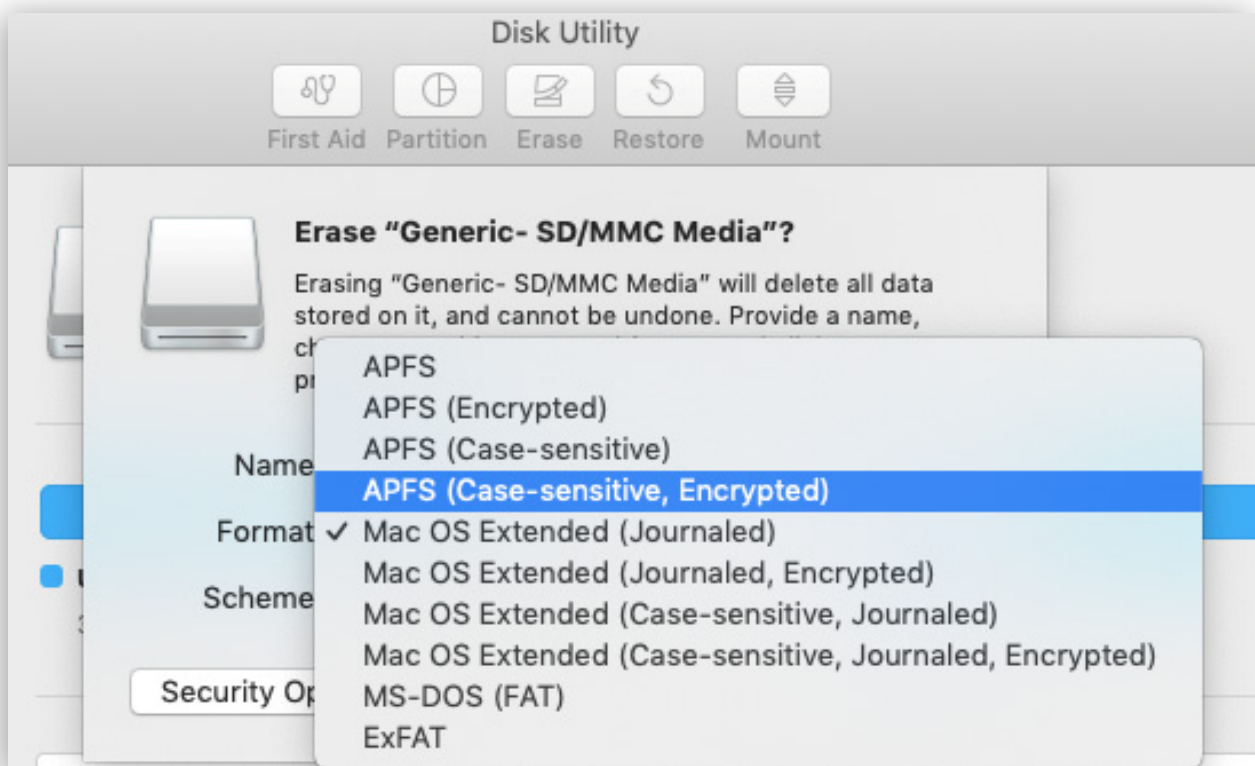 Disk Utility
First Aid Partition Erase Restore Mount
Erase “Generic- SD/MMC Media”?
Erasing “Generic- SD/MMC Media” will delete all data
stored on it, and cannot be undone. Provide a name,
APFS
APFS (Encrypted)
APFS (Case-sensitive)
Name
APFS (Case-sensitive, Encrypted)
Format ✓ Mac OS Extended (Journaled)
Mac OS Extended (Journaled, Encrypted)
Scheme
Mac OS Extended (Case-sensitive, Journaled)
Mac OS Extended (Case-sensitive, Journaled, Encrypted)
Security
MS-DOS (FAT)
ExFAT